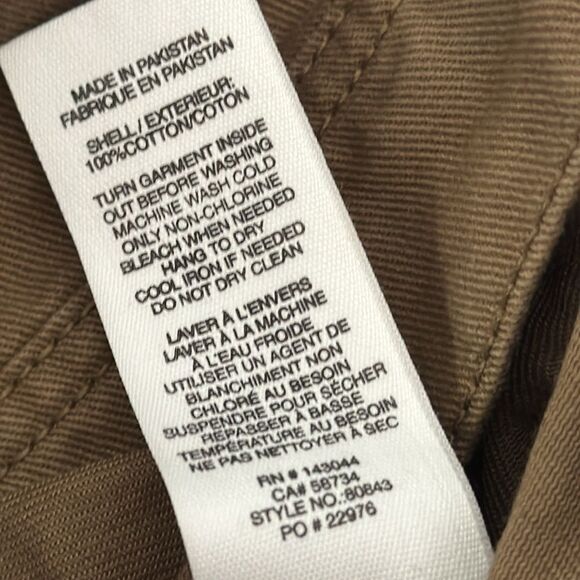 MADE IN PAKISTAN
FABRIQUE EN PAKISTAN
SHELL / EXTERIEUR:
100%COTTON/COTON
TURN GARMENT INSIDE
OUT BEFORE WASHING
MACHINE WASH COLD
ONLY NON-CHLORINE
BLEACH WHEN NEEDED
HANG TO DRY
COOL IRON IF NEEDED
DO NOT DRY CLEAN
LAVER À L'ENVERS
LAVER À LA MACHINE
À L'EAU FROIDE
UTILISER UN AGENT DE
BLANCHIMENT NON
CHLORÉ AU BESOIN
SUSPENDRE POUR SÉCHER
REPASSER À BASSE
TEMPÉRATURE AU BESOIN
NE PAS NETTOYER À SEC
RN # 143044
CA# 58734
STYLE NO.:80843
PO # 22976